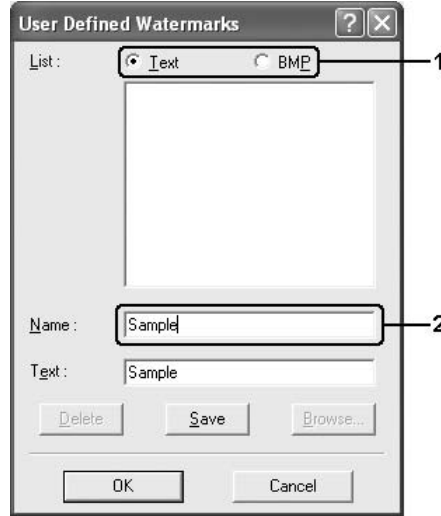 User Defined Watermarks ? X
List : Text BMP 1
Name : Sample 2
Text : Sample
Delete Save Browse...
OK Cancel